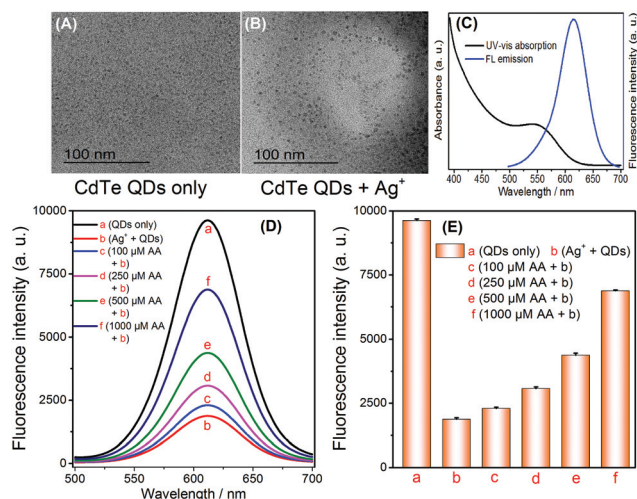 (A)
100 nm
CdTe QDs only
(B)
100 nm
CdTe QDs + Ag⁺
(C)
UV-vis absorption
FL emission
Absorbance (a. u.)
Fluorescence intensity (a. u.)
400 450 500 550 600 650 700
Wavelength / nm
(D)
a (QDs only)
b (Ag⁺ + QDs)
c (100 µM AA
+ b)
d (250 µM AA
+ b)
e (500 µM AA
+ b)
f (1000 µM AA
+ b)
a
f
e
d
c
b
Fluorescence intensity (a. u.)
10000
7500
5000
2500
0
500 550 600 650 700
Wavelength / nm
(E)
a (QDs only) b (Ag⁺ + QDs)
c (100 µM AA + b)
d (250 µM AA + b)
e (500 µM AA + b)
f (1000 µM AA + b)
Fluorescence intensity (a. u.)
10000
7500
5000
2500
0
a b c d e f